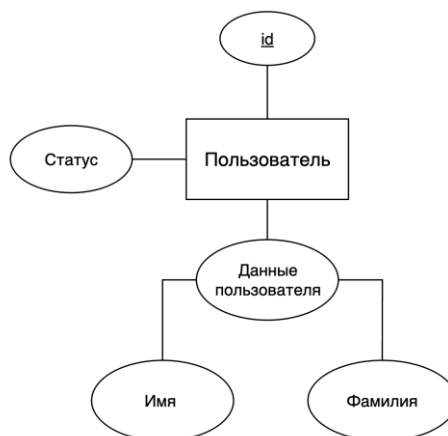 id
Статус
Пользователь
Данные
пользователя
Имя
Фамилия